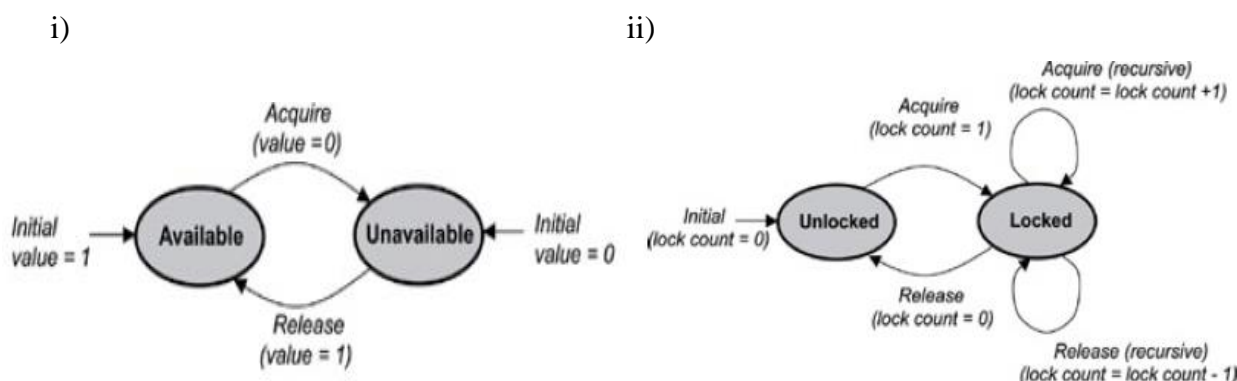 i)
Acquire
(value =0)
Initial
value = 1
Available
Unavailable
Initial
value = 0
Release
(value = 1)
ii)
Acquire (recursive)
(lock count = lock count +1)
Acquire
(lock count = 1)
Initial
(lock count = 0)
Unlocked
Locked
Release
(lock count = 0)
Release (recursive)
(lock count = lock count - 1)